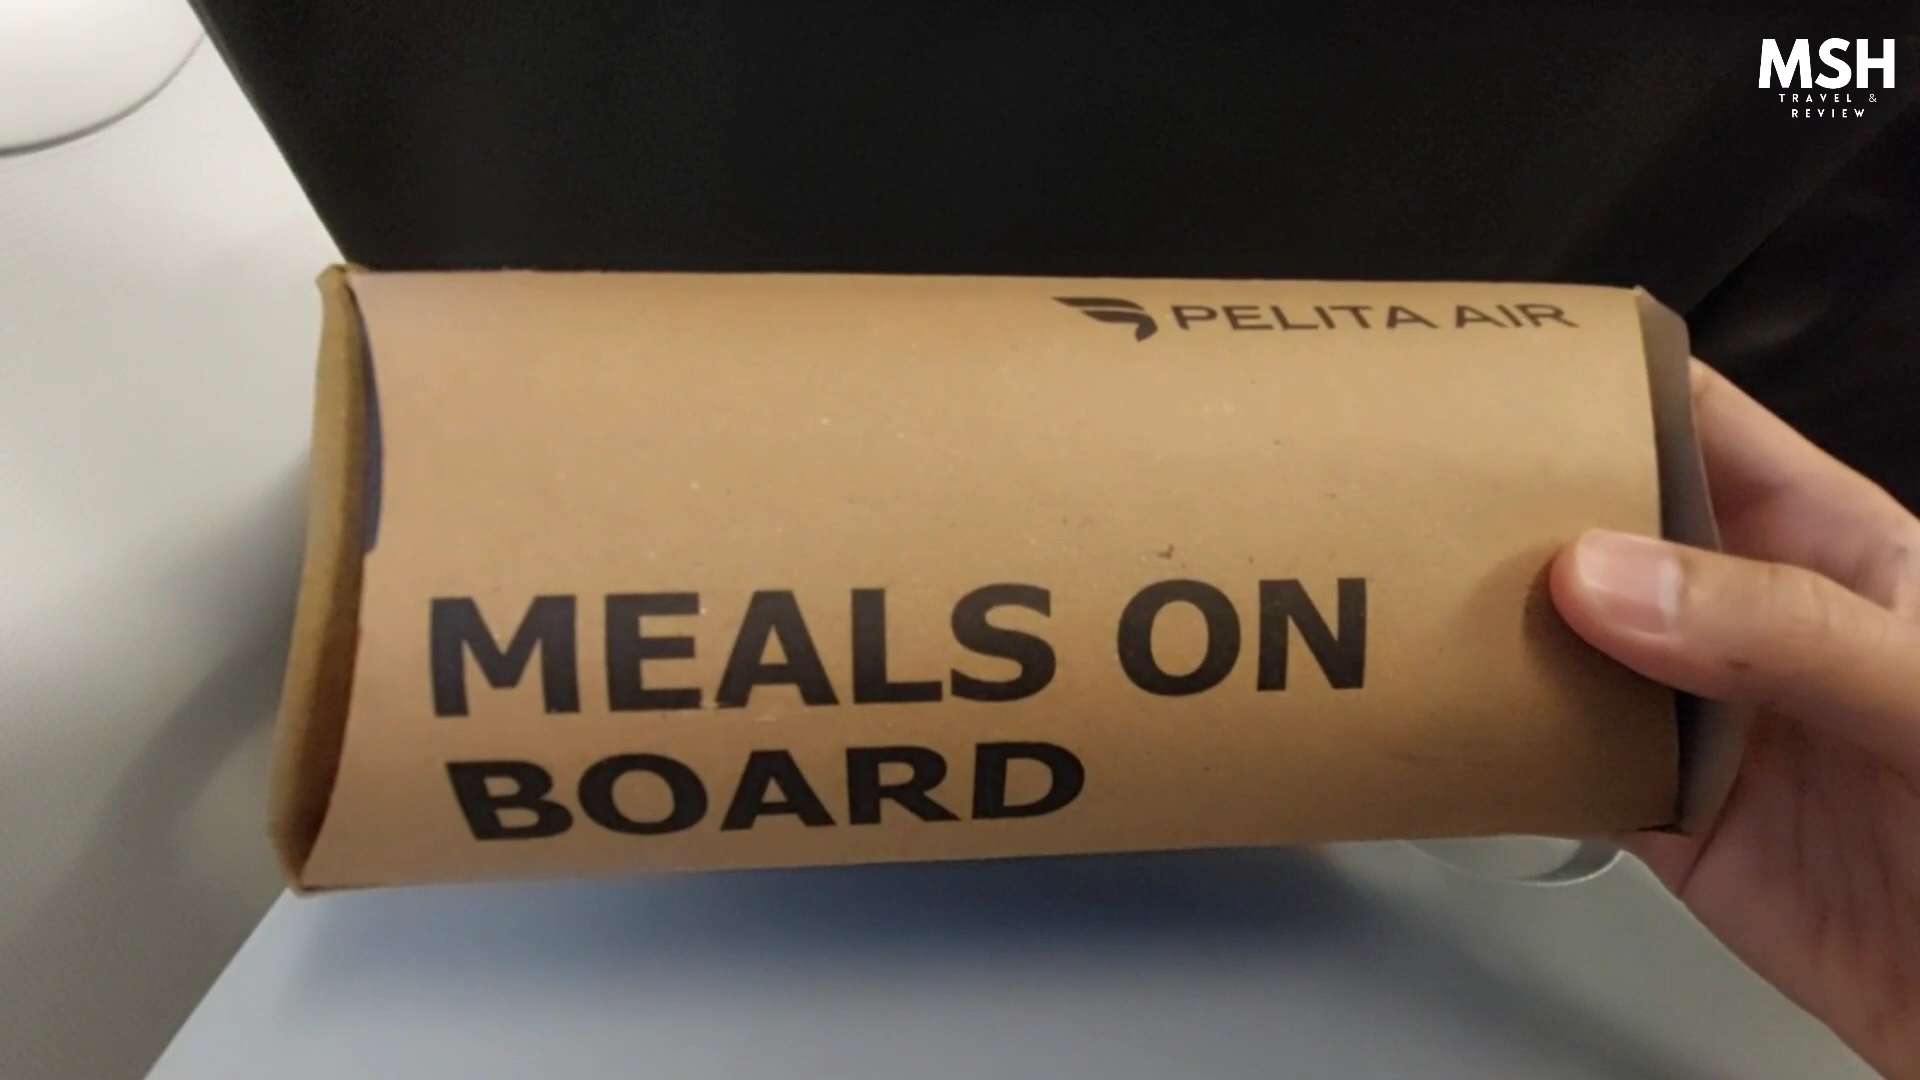 MSH
TRAVEL &
REVIEW
PELITA AIR
MEALS ON
BOARD